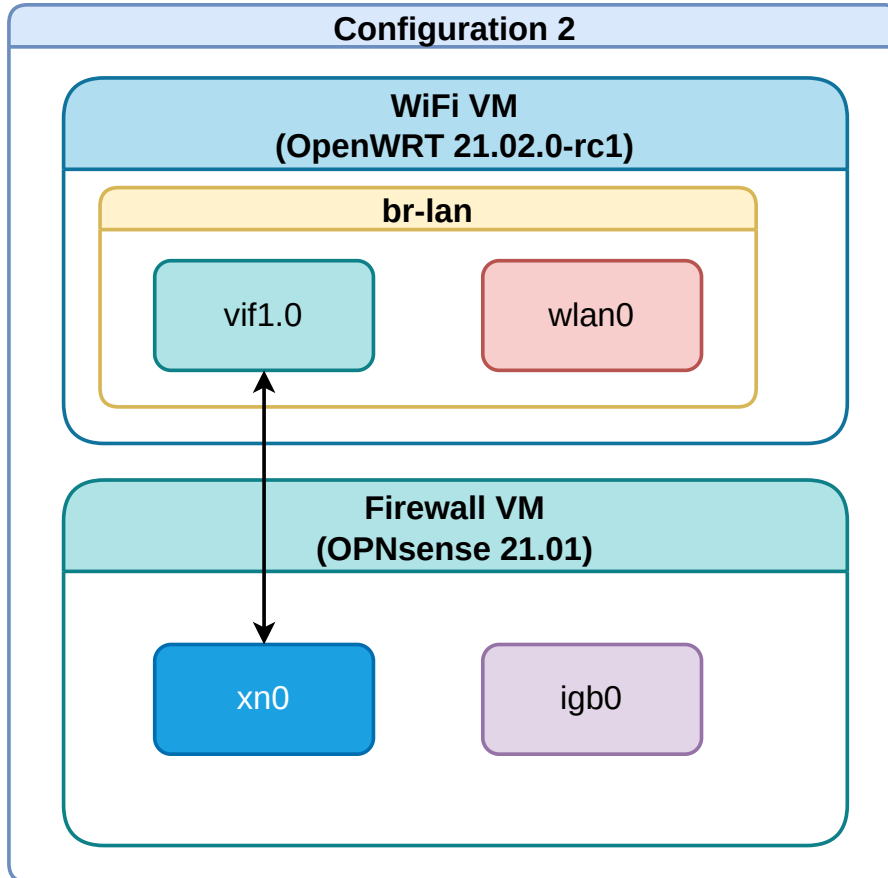 Configuration 2
WiFi VM
(OpenWRT 21.02.0-rc1)
br-lan
vif1.0
wlan0
Firewall VM
(OPNsense 21.01)
xn0
igb0